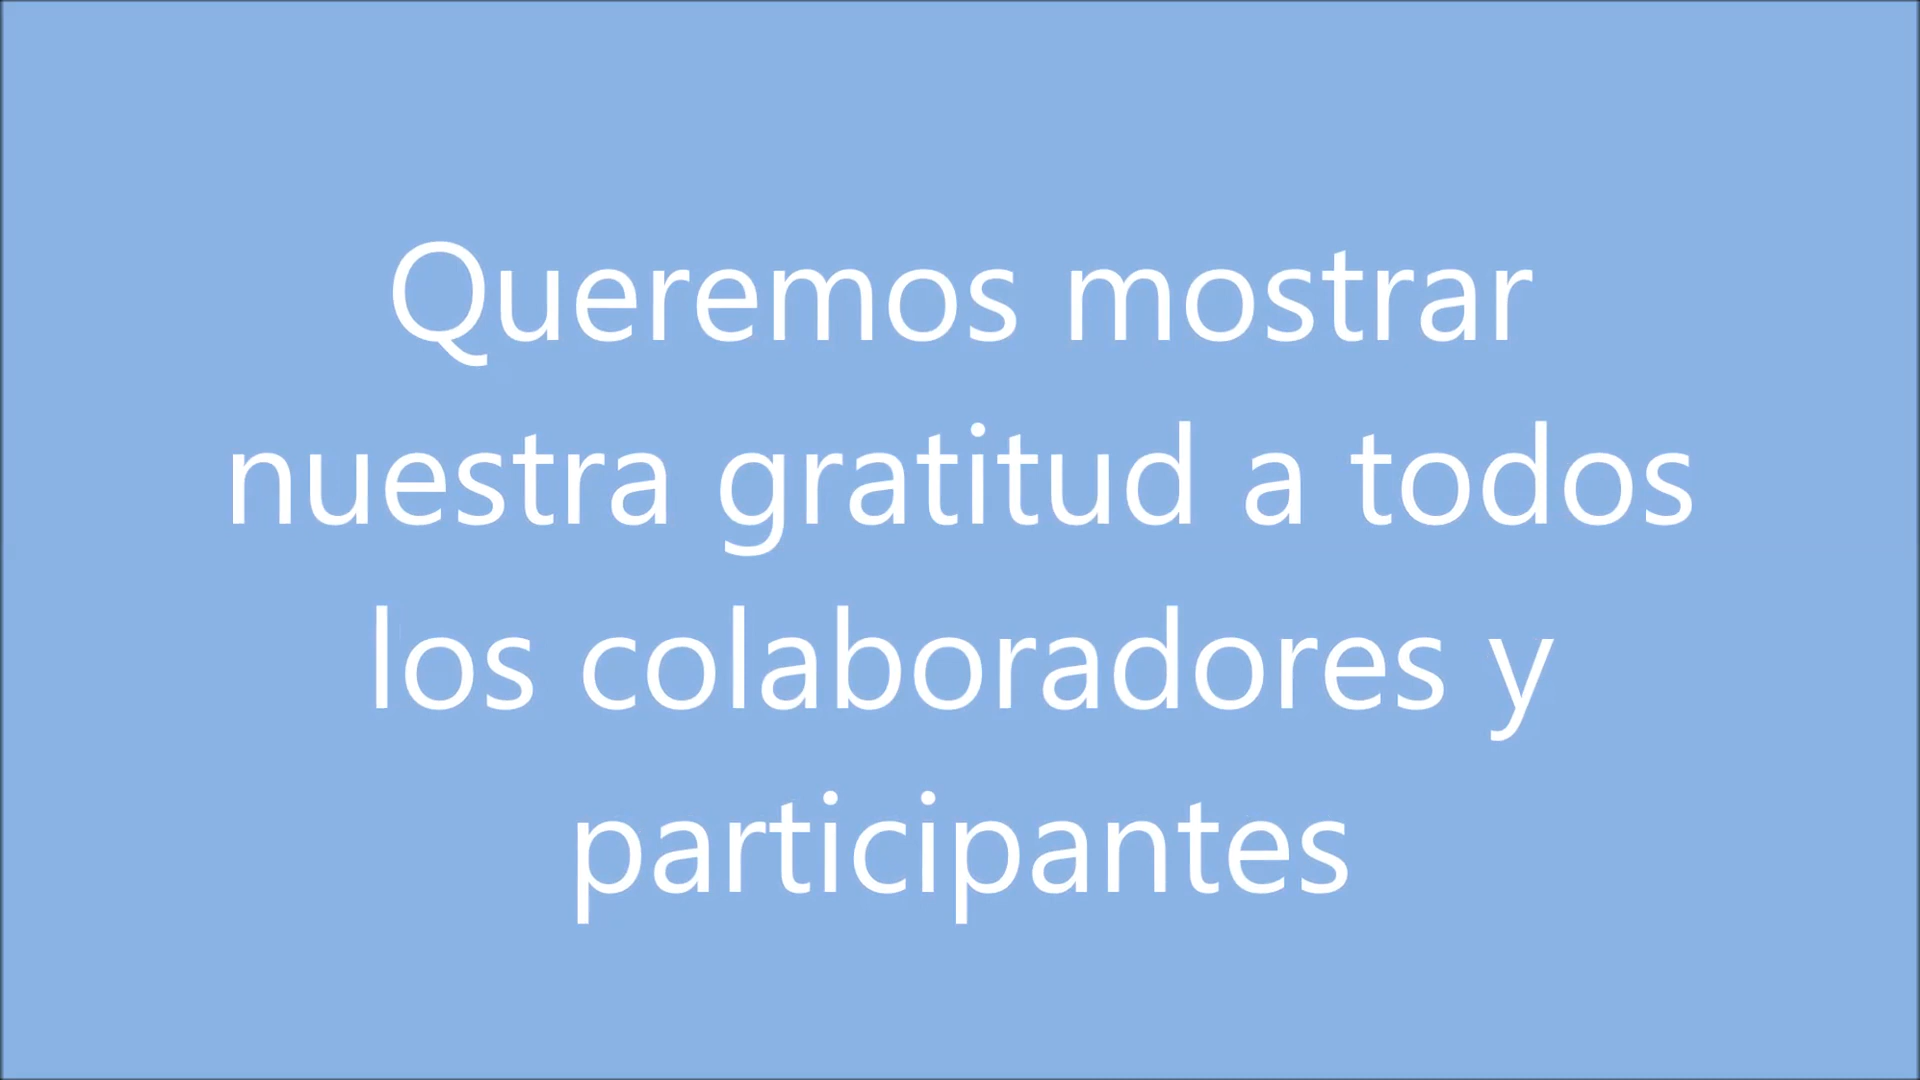 Queremos mostrar
nuestra gratitud a todos
los colaboradores y
participantes